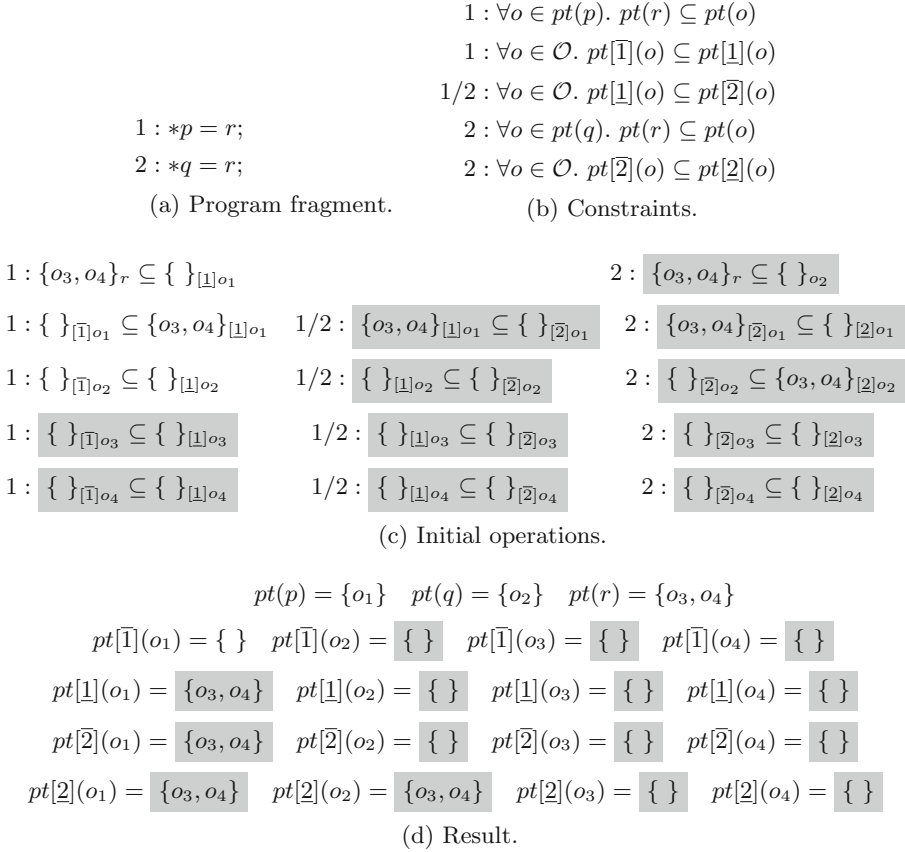 1 : ∀o ∈ pt(p). pt(r) ⊆ pt(o)
1 : ∀o ∈ 𝒪. pt[1̅](o) ⊆ pt[1̲](o)
1/2 : ∀o ∈ 𝒪. pt[1̲](o) ⊆ pt[2̅](o)
1 : *p = r;
2 : ∀o ∈ pt(q). pt(r) ⊆ pt(o)
2 : *q = r;
2 : ∀o ∈ 𝒪. pt[2̅](o) ⊆ pt[2̲](o)
(a) Program fragment.
(b) Constraints.
1 : {o₃, o₄}_r ⊆ { }_[1̲]o₁ 2 : {o₃, o₄}_r ⊆ { }_o₂
1 : { }_[1̅]o₁ ⊆ {o₃, o₄}_[1̲]o₁ 1/2 : {o₃, o₄}_[1̲]o₁ ⊆ { }_[2̅]o₁ 2 : {o₃, o₄}_[2̅]o₁ ⊆ { }_[2̲]o₁
1 : { }_[1̅]o₂ ⊆ { }_[1̲]o₂ 1/2 : { }_[1̲]o₂ ⊆ { }_[2̅]o₂ 2 : { }_[2̅]o₂ ⊆ {o₃, o₄}_[2̲]o₂
1 : { }_[1̅]o₃ ⊆ { }_[1̲]o₃ 1/2 : { }_[1̲]o₃ ⊆ { }_[2̅]o₃ 2 : { }_[2̅]o₃ ⊆ { }_[2̲]o₃
1 : { }_[1̅]o₄ ⊆ { }_[1̲]o₄ 1/2 : { }_[1̲]o₄ ⊆ { }_[2̅]o₄ 2 : { }_[2̅]o₄ ⊆ { }_[2̲]o₄
(c) Initial operations.
pt(p) = {o₁} pt(q) = {o₂} pt(r) = {o₃, o₄}
pt[1̅](o₁) = { } pt[1̅](o₂) = { } pt[1̅](o₃) = { } pt[1̅](o₄) = { }
pt[1̲](o₁) = {o₃, o₄} pt[1̲](o₂) = { } pt[1̲](o₃) = { } pt[1̲](o₄) = { }
pt[2̅](o₁) = {o₃, o₄} pt[2̅](o₂) = { } pt[2̅](o₃) = { } pt[2̅](o₄) = { }
pt[2̲](o₁) = {o₃, o₄} pt[2̲](o₂) = {o₃, o₄} pt[2̲](o₃) = { } pt[2̲](o₄) = { }
(d) Result.